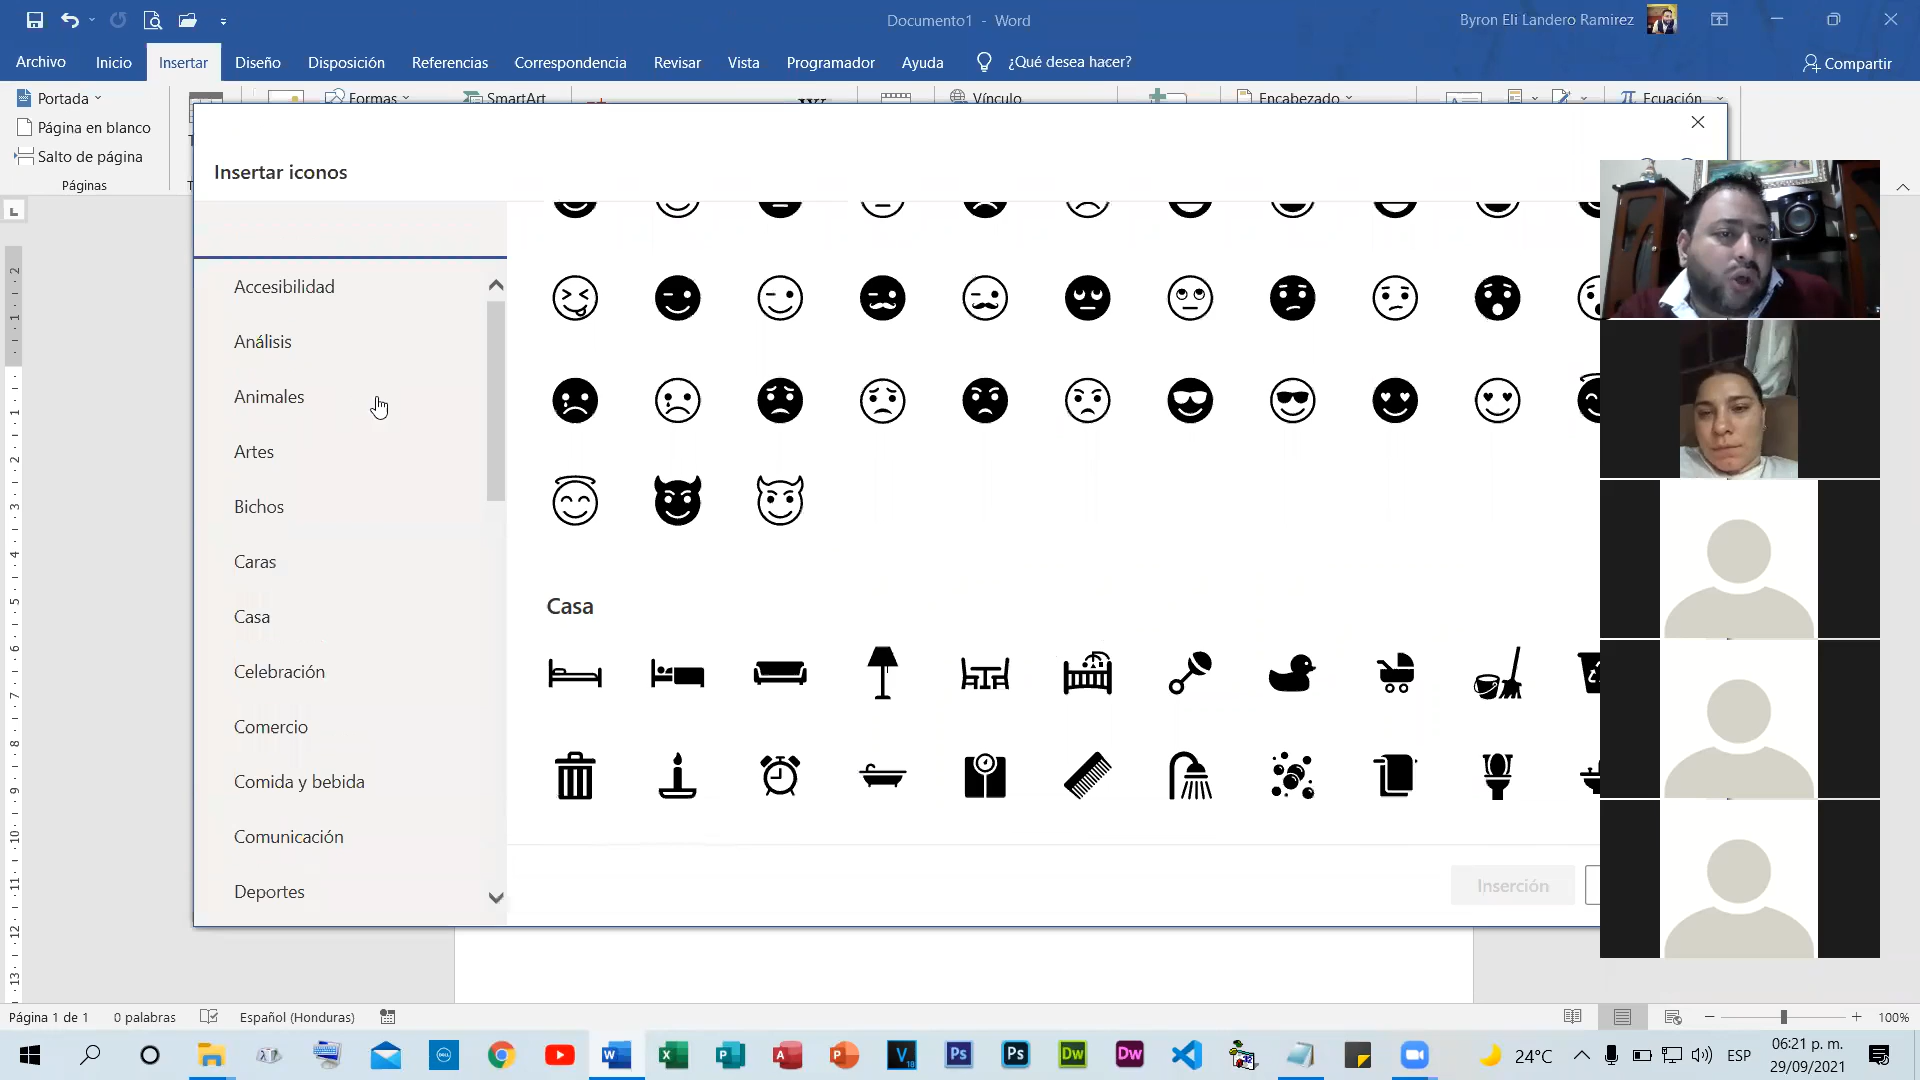 Documento1 - Word
Byron Eli Landero Ramirez
Archivo
Inicio
Insertar
Diseño
Disposición
Referencias
Correspondencia
Revisar
Vista
Programador
Ayuda
¿Qué desea hacer?
Compartir
Portada
Formas
SmartArt
Vínculo
Encabezado
Ecuación
Página en blanco
Salto de página
Páginas
Insertar iconos
Accesibilidad
Análisis
Animales
Artes
Bichos
Caras
Casa
Celebración
Comercio
Comida y bebida
Comunicación
Deportes
Casa
Inserción
Página 1 de 1
0 palabras
Español (Honduras)
100%
24°C
ESP
06:21 p. m.
29/09/2021